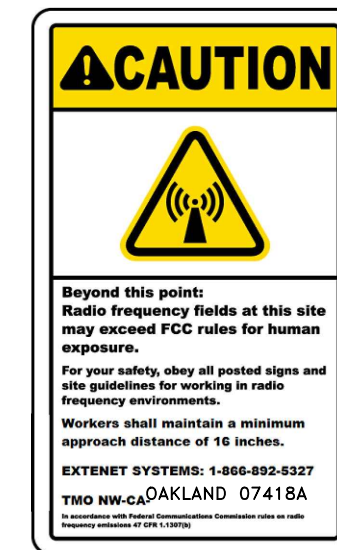 CAUTION
Beyond this point:
Radio frequency fields at this site
may exceed FCC rules for human
exposure.
For your safety, obey all posted signs and
site guidelines for working in radio
frequency environments.
Workers shall maintain a minimum
approach distance of 16 inches.
EXTENET SYSTEMS: 1-866-892-5327
TMO NW-CA-OAKLAND 07418A
In accordance with Federal Communications Commission rules on radio
frequency emissions 47 CFR 1.1307(b)